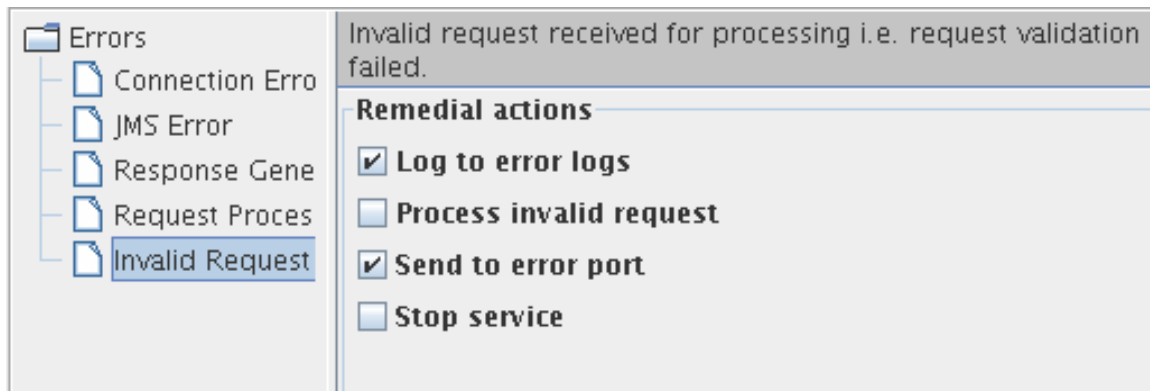 Errors
Connection Erro
JMS Error
Response Gene
Request Proces
Invalid Request
Invalid request received for processing i.e. request validation
failed.
Remedial actions
Log to error logs
Process invalid request
Send to error port
Stop service